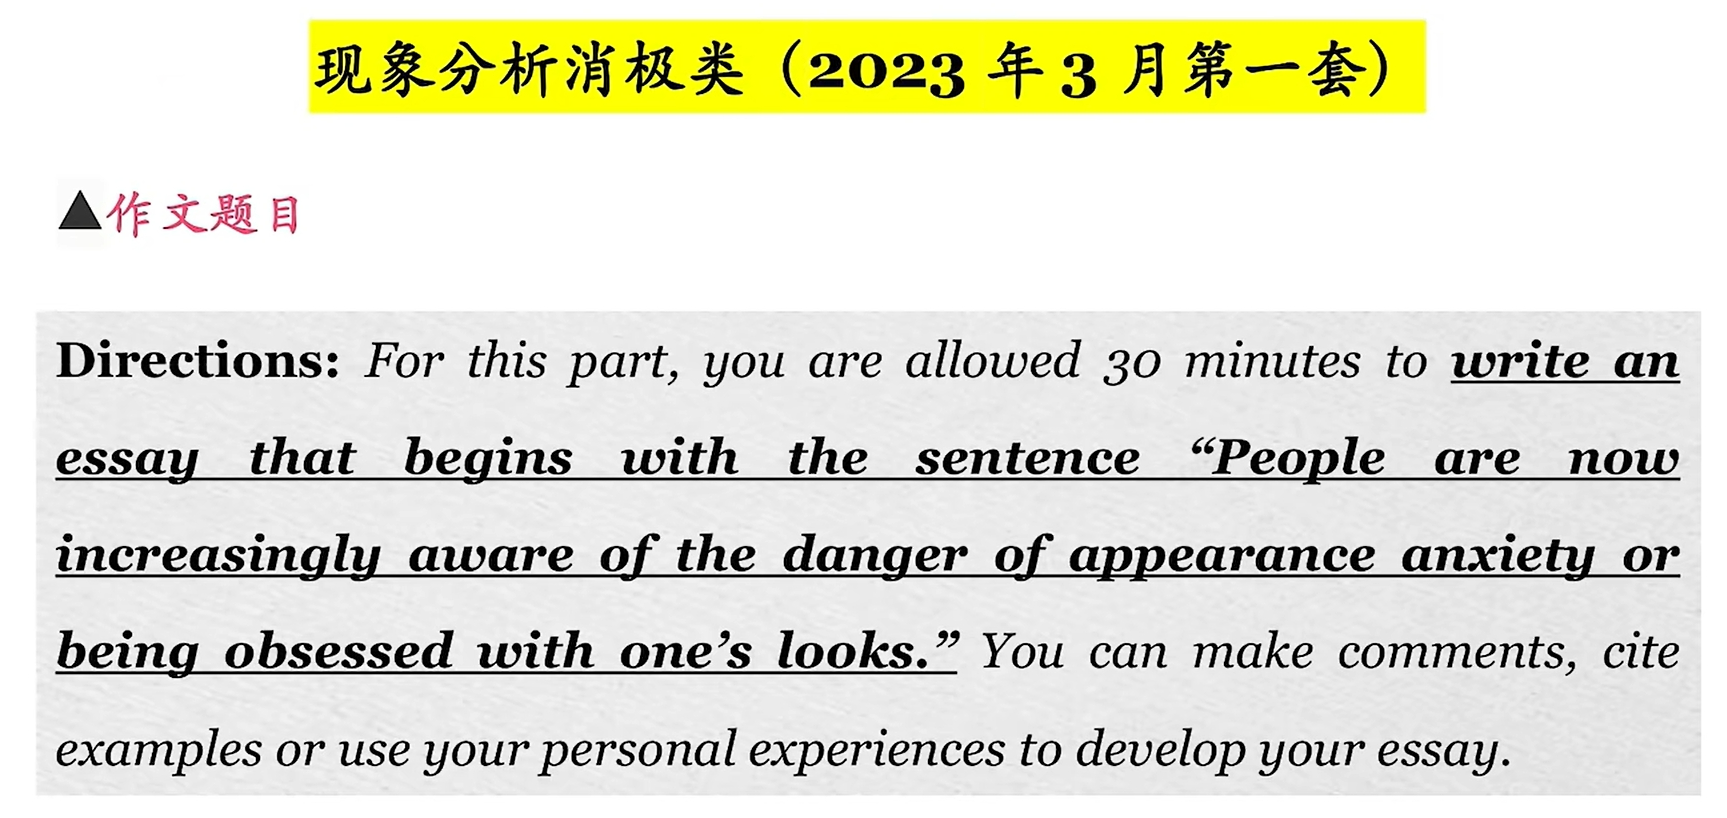 现象分析消极类（2023 年 3 月第一套）
▲作文题目
Directions: For this part, you are allowed 30 minutes to write an
essay that begins with the sentence “People are now
increasingly aware of the danger of appearance anxiety or
being obsessed with one’s looks.” You can make comments, cite
examples or use your personal experiences to develop your essay.